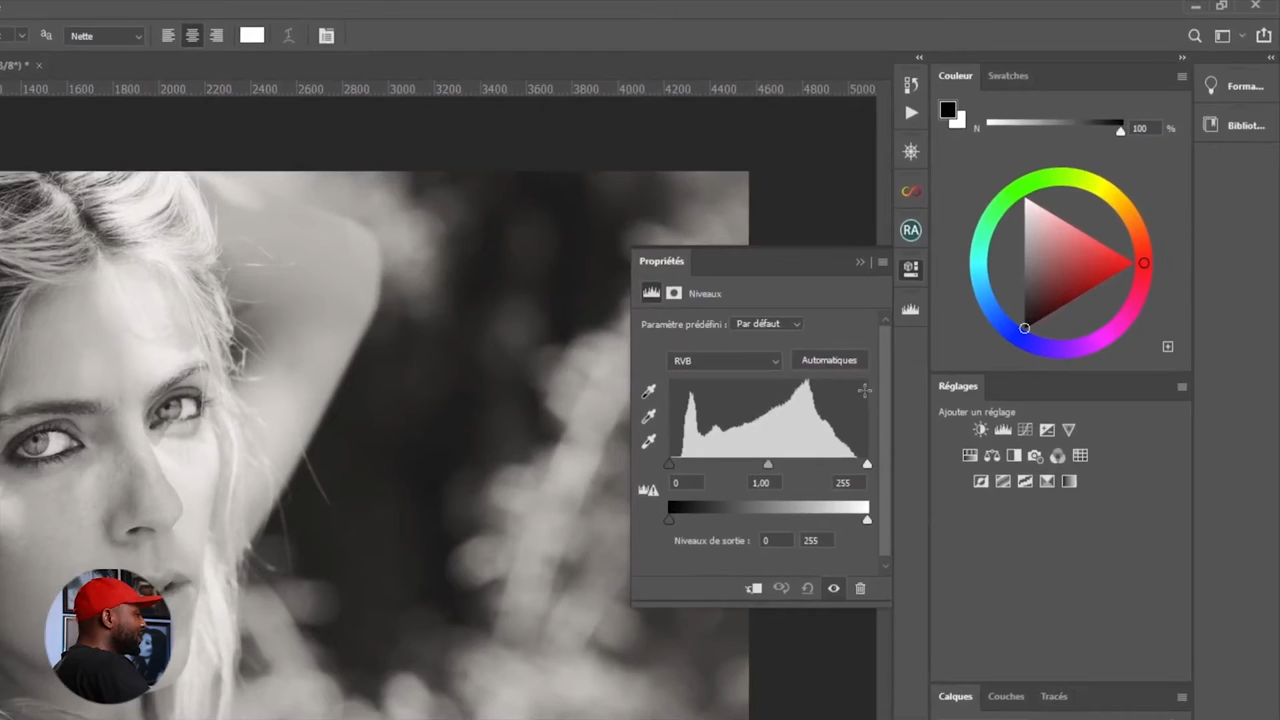 aa Nette
/8*) *
1400 1600 1800 2000 2200 2400 2600 2800 3000 3200 3400 3600 3800 4000 4200 4400 4600 4800 5000
Couleur Swatches
N 100 %
Forma...
Bibliot...
RA
Propriétés
Niveaux
Paramètre prédéfini : Par défaut
RVB Automatiques
0 1,00 255
Niveaux de sortie : 0 255
Réglages
Ajouter un réglage
Calques Couches Tracés